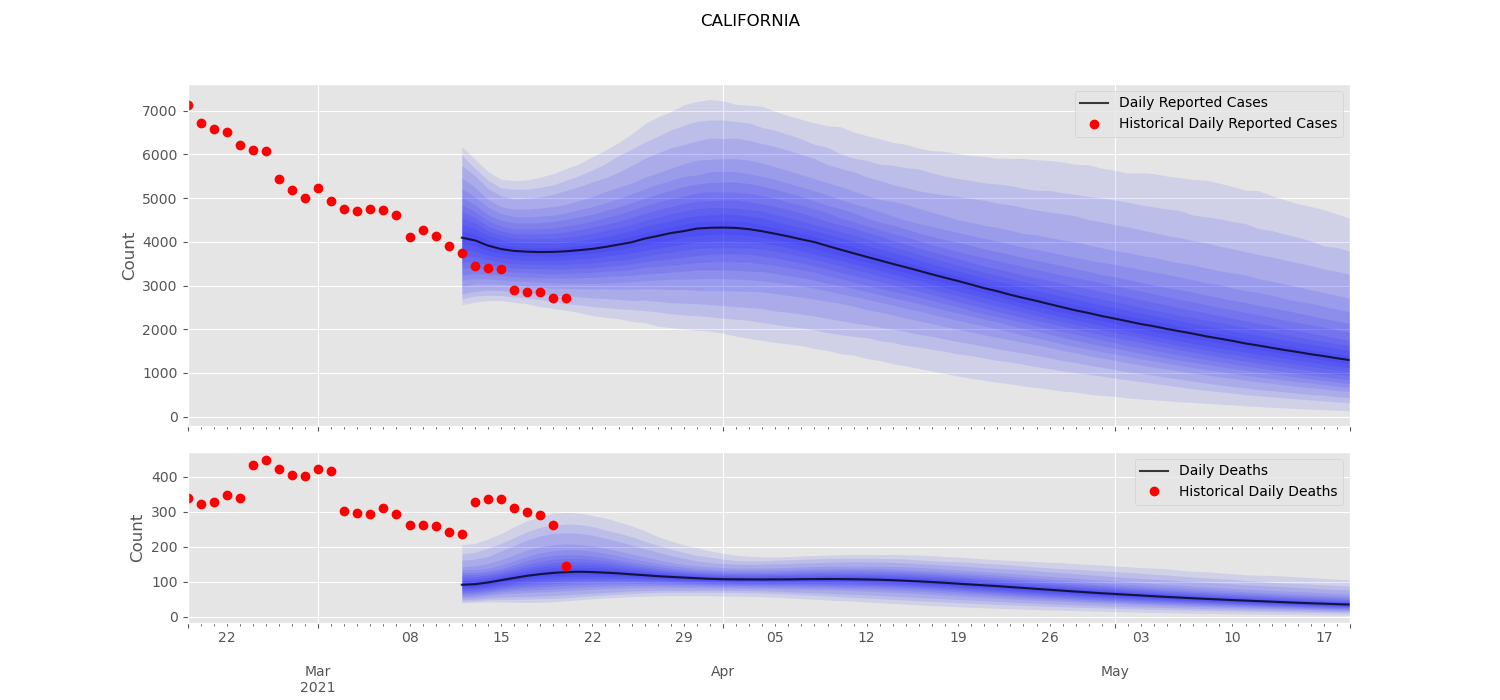 CALIFORNIA
Daily Reported Cases
Historical Daily Reported Cases
7000
6000
5000
4000
3000
2000
1000
0
Count
Daily Deaths
Historical Daily Deaths
400
300
200
100
0
Count
22 08 15 22 29 05 12 19 26 03 10 17
Mar Apr May
2021